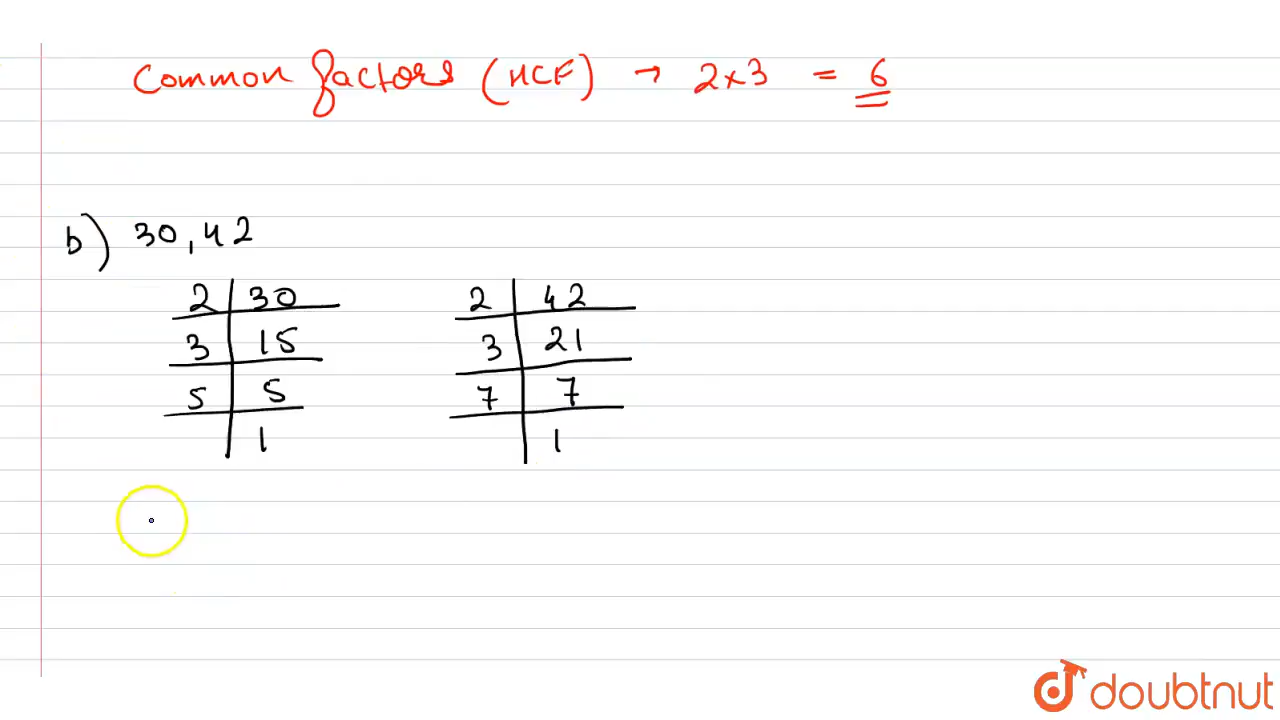 Common factors (HCF) → 2×3 = 6
b) 30, 42
2 | 30   2 | 42
3 | 15   3 | 21
5 | 5   7 | 7
| 1   | 1
doubtnut